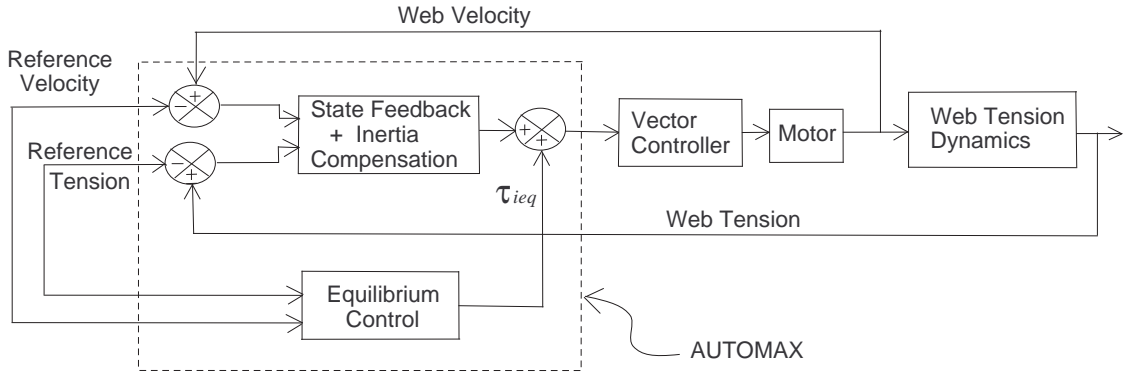 Web Velocity
Reference
Velocity
State Feedback
+ Inertia
Compensation
Vector
Controller
Motor
Web Tension
Dynamics
Reference
Tension
τieq
Web Tension
Equilibrium
Control
AUTOMAX
− +
− +
+ +